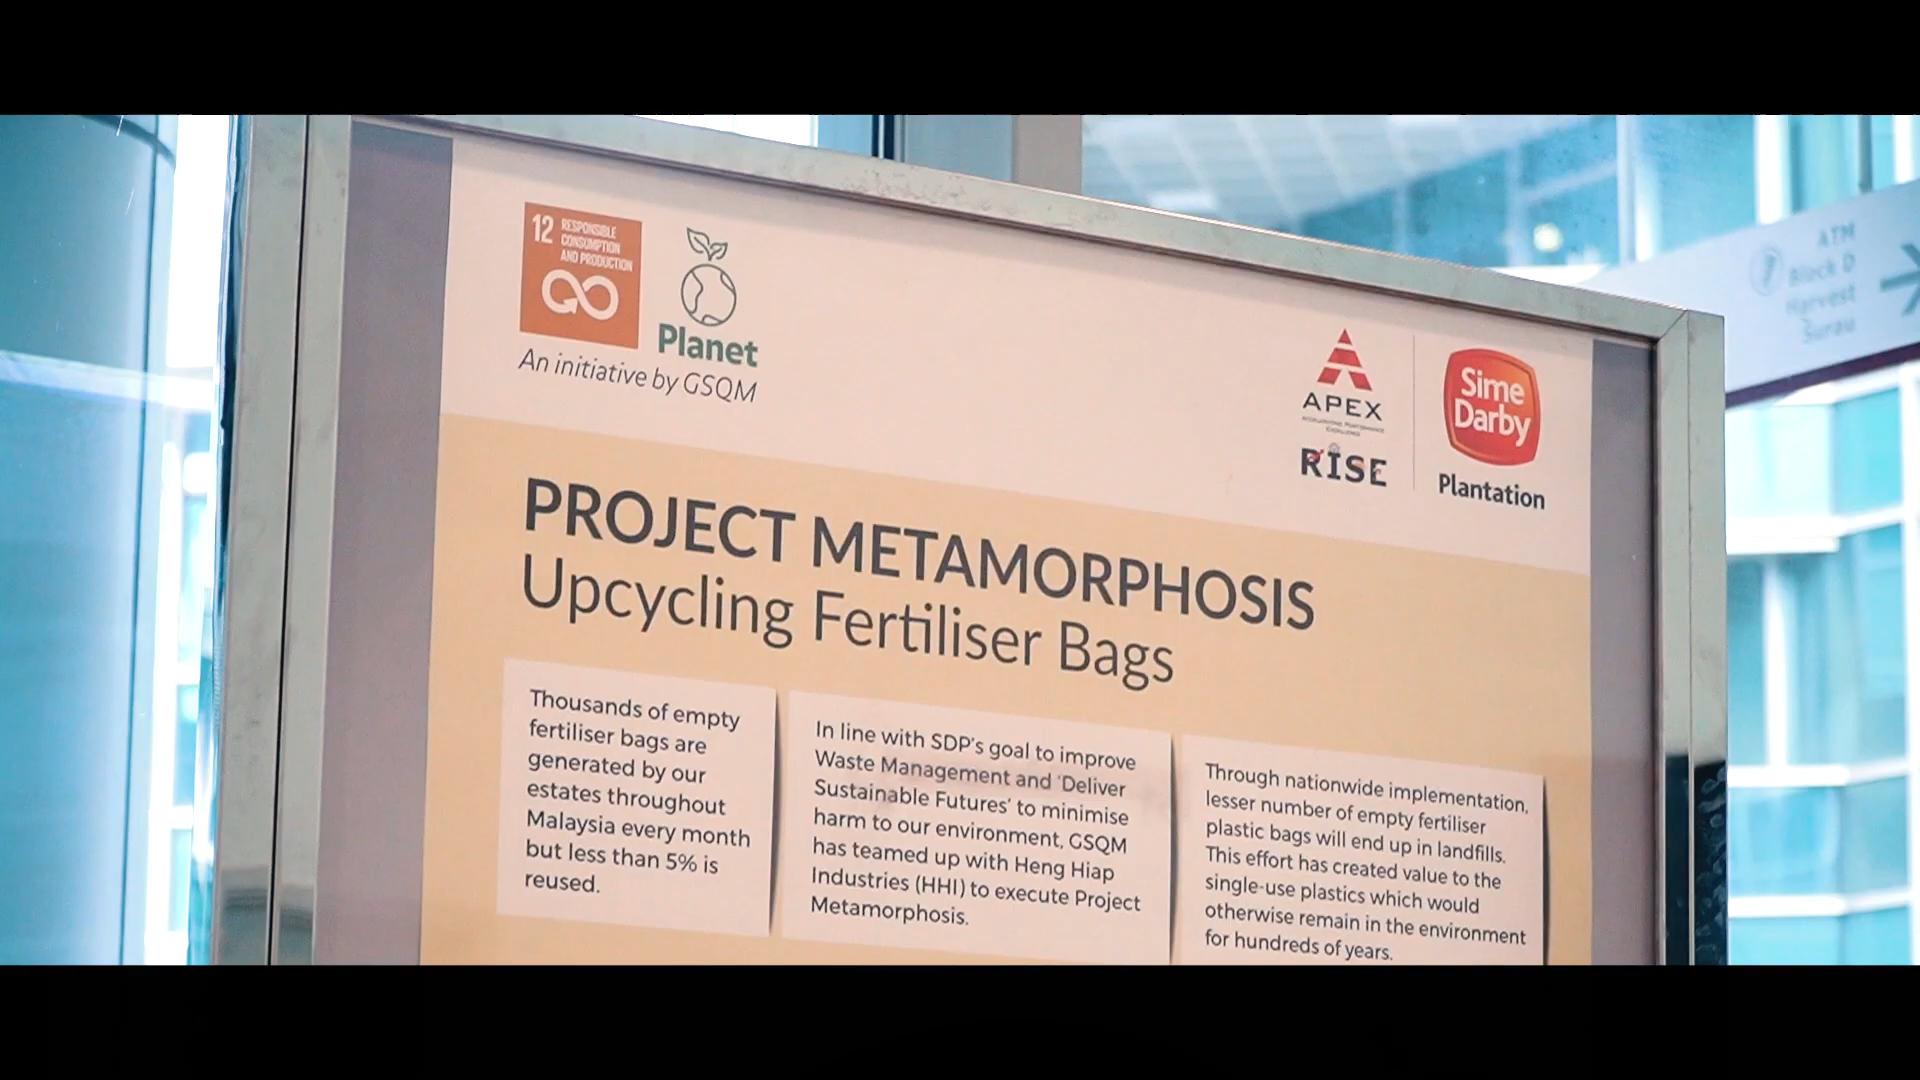 12 RESPONSIBLE
CONSUMPTION
AND PRODUCTION
Planet
An initiative by GSQM
APEX
RISE
Sime
Darby
Plantation
ATM
Block D
Harvest
Surau
PROJECT METAMORPHOSIS
Upcycling Fertiliser Bags
Thousands of empty
fertiliser bags are
generated by our
estates throughout
Malaysia every month
but less than 5% is
reused.
In line with SDP's goal to improve
Waste Management and 'Deliver
Sustainable Futures' to minimise
harm to our environment, GSQM
has teamed up with Heng Hiap
Industries (HHI) to execute Project
Metamorphosis.
Through nationwide implementation,
lesser number of empty fertiliser
plastic bags will end up in landfills.
This effort has created value to the
single-use plastics which would
otherwise remain in the environment
for hundreds of years.